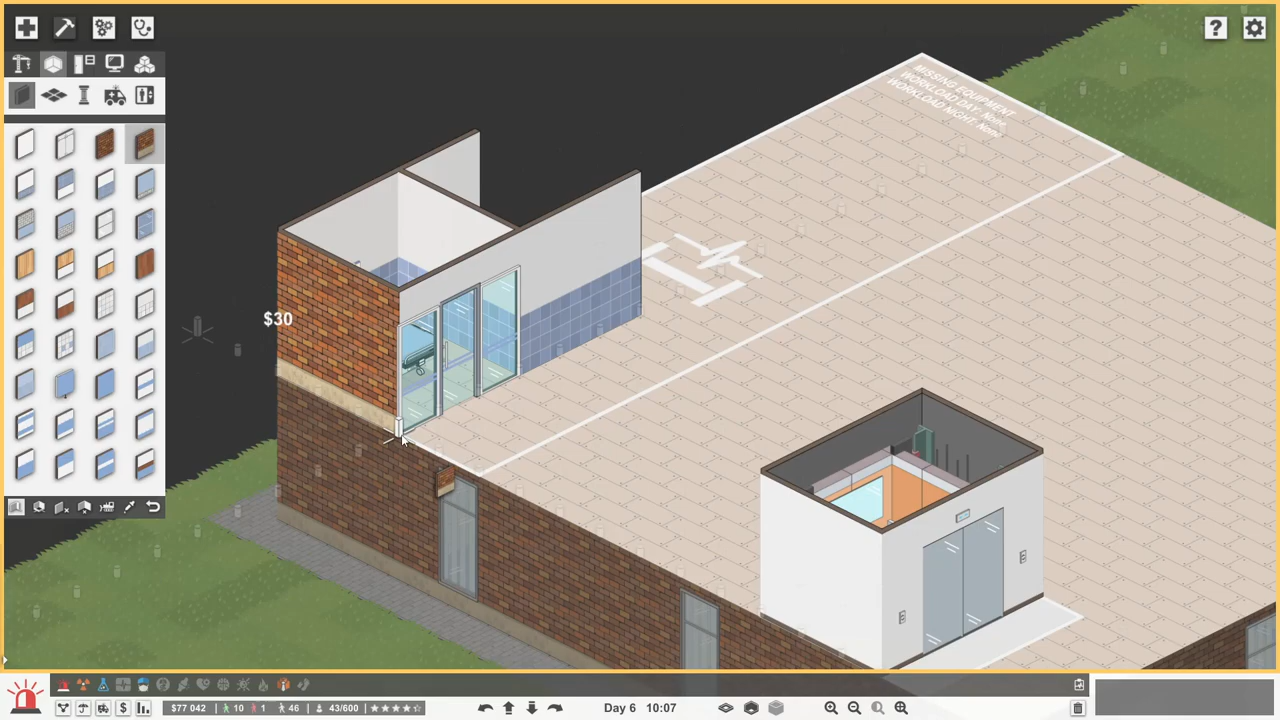 ?
MISSING EQUIPMENT
WORKLOAD DAY: None
WORKLOAD NIGHT: None
$30
$77 042
10
1
46
43/600
Day 6 10:07